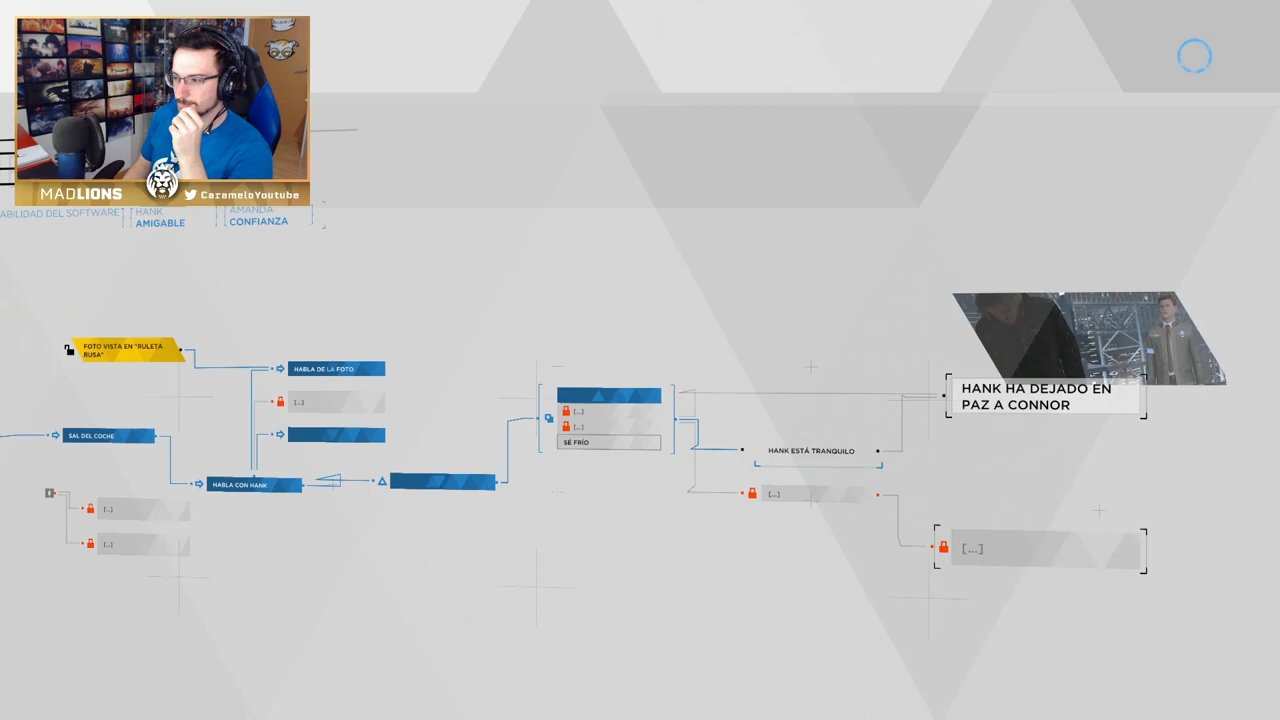 MADLIONS
CarameloYoutube
ABILIDAD DEL SOFTWARE
HANK
AMIGABLE
AMANDA
CONFIANZA
FOTO VISTA EN "RULETA
RUSA"
HABLA DE LA FOTO
[...]
SAL DEL COCHE
HABLA CON HANK
[...]
[...]
[...]
[...]
SÉ FRÍO
HANK ESTÁ TRANQUILO
[...]
HANK HA DEJADO EN
PAZ A CONNOR
[...]